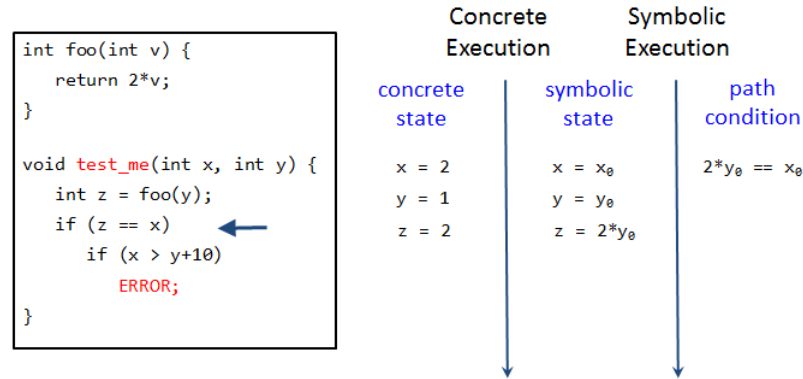 int foo(int v) {
return 2*v;
}
void test_me(int x, int y) {
int z = foo(y);
if (z == x)
if (x > y+10)
ERROR;
}
Concrete
Execution
Symbolic
Execution
concrete
state
symbolic
state
path
condition
x = 2
y = 1
z = 2
x = x₀
y = y₀
z = 2*y₀
2*y₀ == x₀